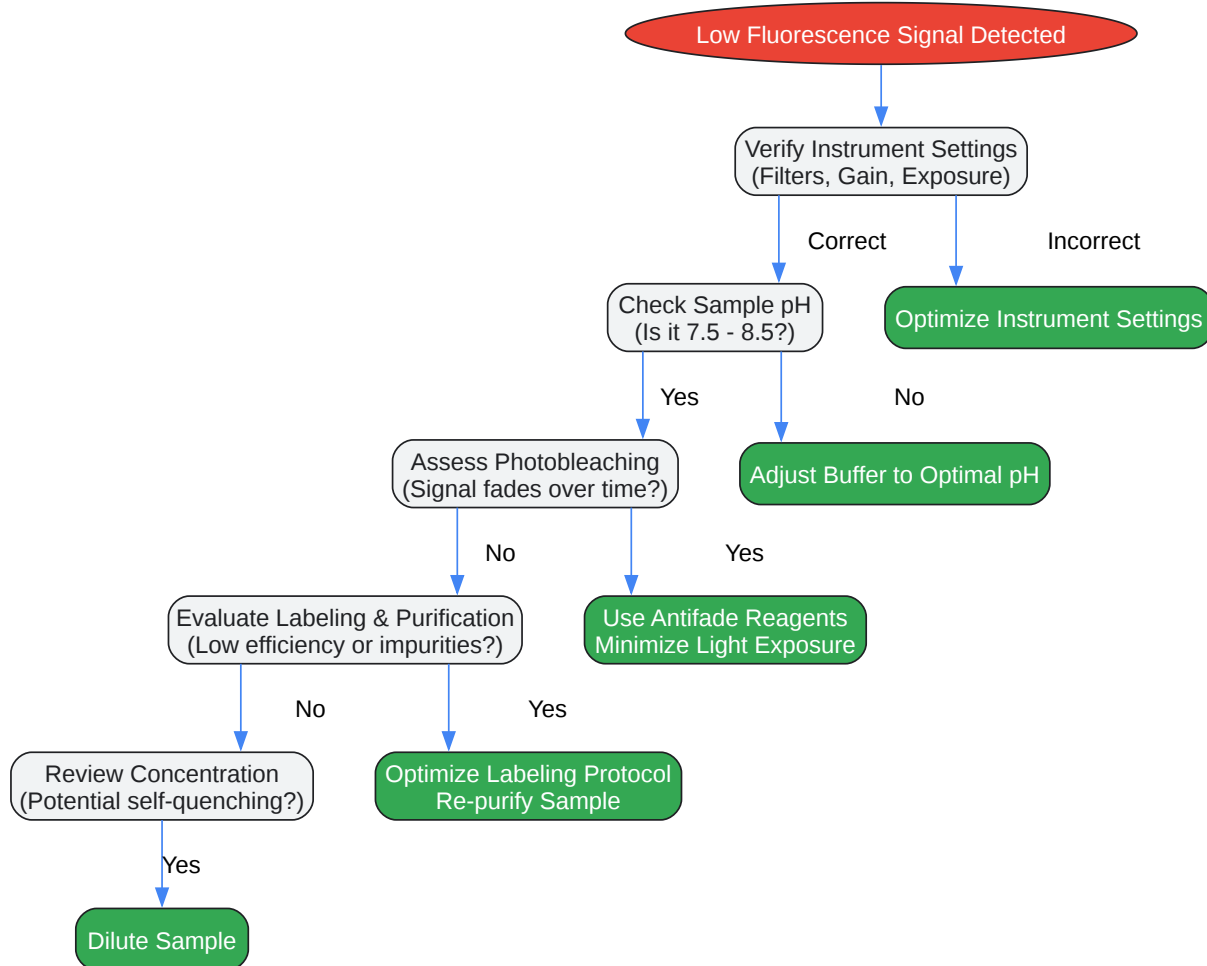 Low Fluorescence Signal Detected
Verify Instrument Settings
(Filters, Gain, Exposure)
Correct
Incorrect
Check Sample pH
(Is it 7.5 - 8.5?)
Optimize Instrument Settings
Yes
No
Assess Photobleaching
(Signal fades over time?)
Adjust Buffer to Optimal pH
No
Yes
Evaluate Labeling & Purification
(Low efficiency or impurities?)
Use Antifade Reagents
Minimize Light Exposure
No
Yes
Review Concentration
(Potential self-quenching?)
Optimize Labeling Protocol
Re-purify Sample
Yes
Dilute Sample